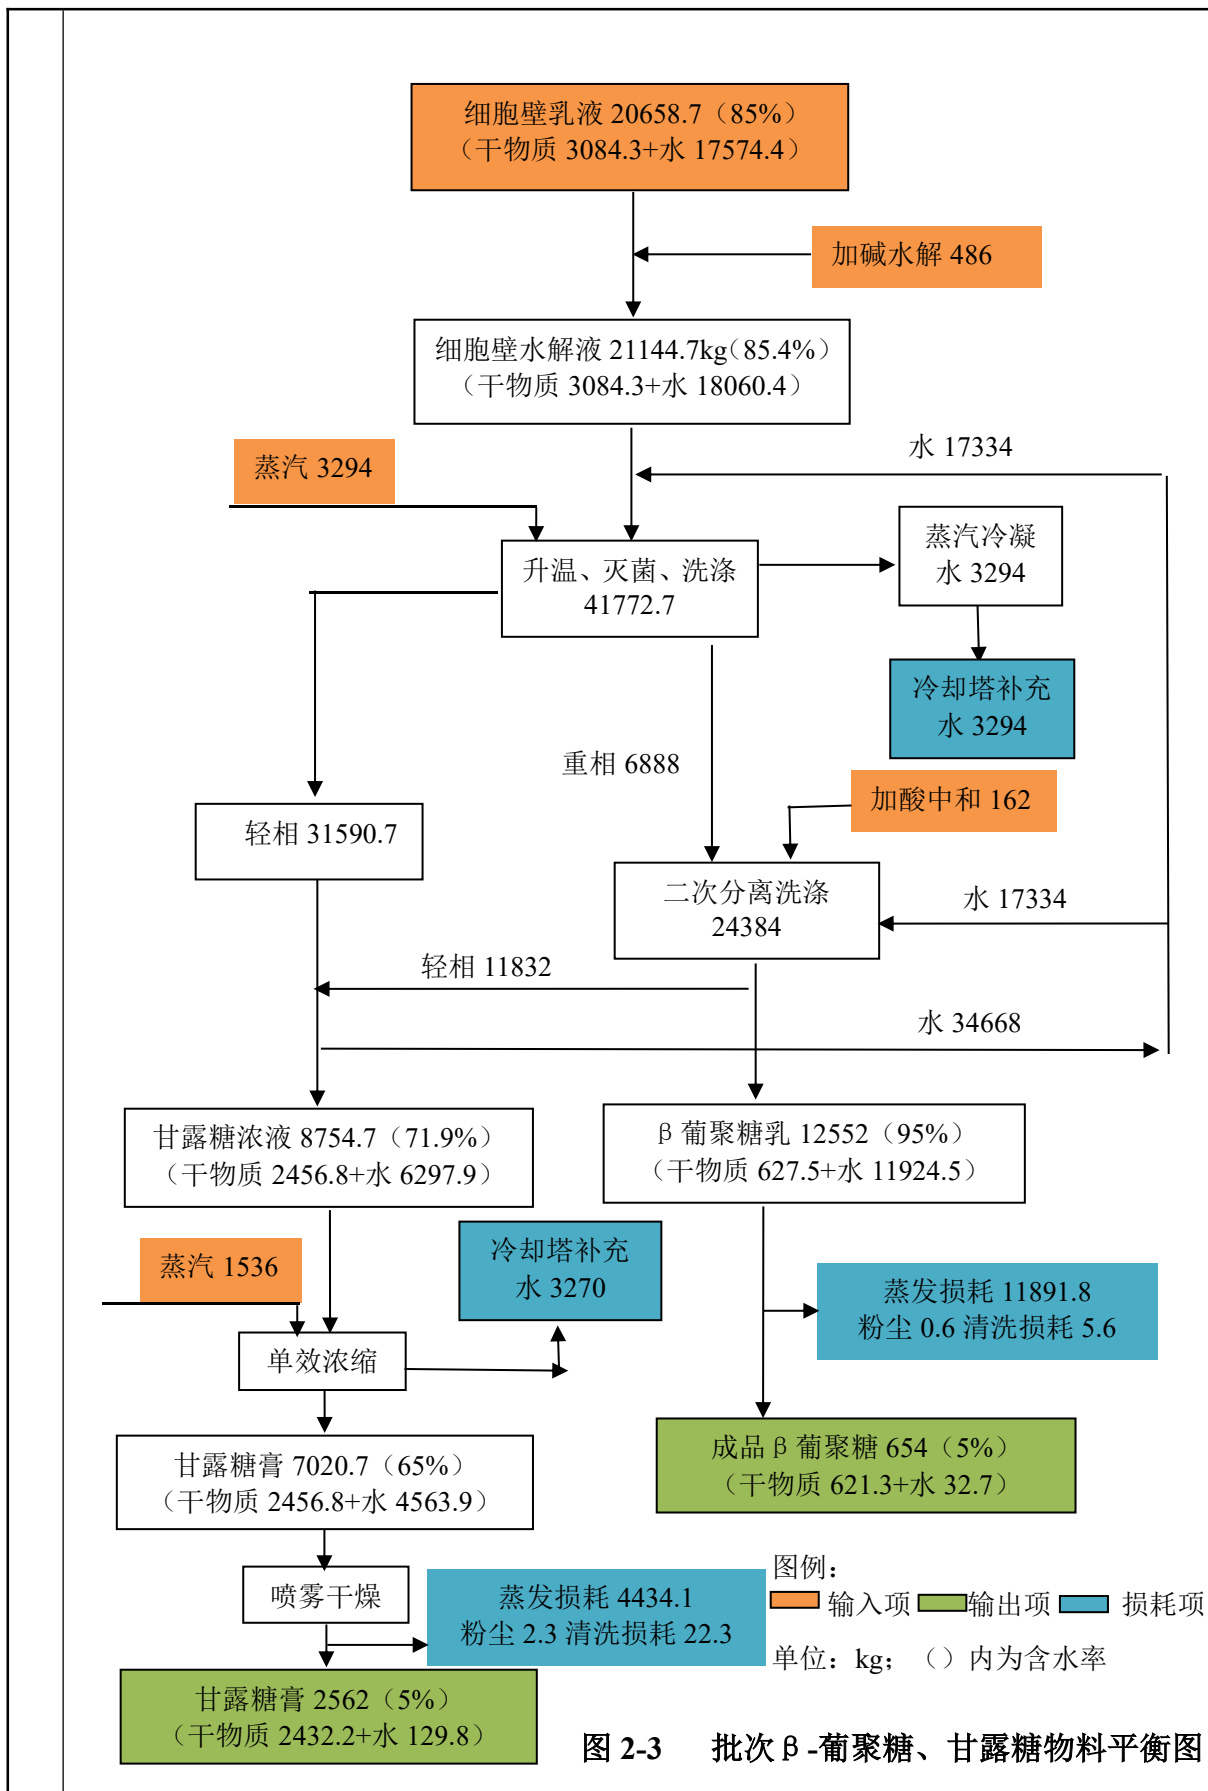 细胞壁乳液 20658.7（85%）
（干物质 3084.3+水 17574.4）
加碱水解 486
细胞壁水解液 21144.7kg（85.4%）
（干物质 3084.3+水 18060.4）
水 17334
蒸汽 3294
蒸汽冷凝
水 3294
升温、灭菌、洗涤
41772.7
冷却塔补充
水 3294
重相 6888
加酸中和 162
轻相 31590.7
二次分离洗涤
24384
水 17334
轻相 11832
水 34668
甘露糖浓液 8754.7（71.9%）
（干物质 2456.8+水 6297.9）
β葡聚糖乳 12552（95%）
（干物质 627.5+水 11924.5）
蒸汽 1536
冷却塔补充
水 3270
蒸发损耗 11891.8
粉尘 0.6 清洗损耗 5.6
单效浓缩
甘露糖膏 7020.7（65%）
（干物质 2456.8+水 4563.9）
成品β葡聚糖 654（5%）
（干物质 621.3+水 32.7）
喷雾干燥
蒸发损耗 4434.1
粉尘 2.3 清洗损耗 22.3
图例：
输入项 输出项 损耗项
单位：kg；（）内为含水率
甘露糖膏 2562（5%）
（干物质 2432.2+水 129.8）
图 2-3 批次β-葡聚糖、甘露糖物料平衡图